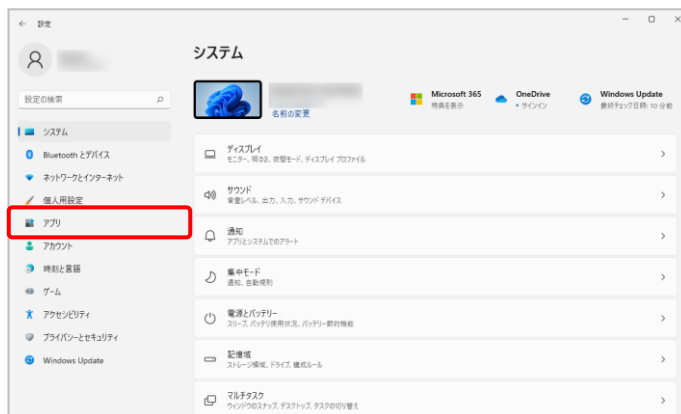 設定
システム
設定の検索
名前の変更
Microsoft 365
特典を表示
OneDrive
• サインイン
Windows Update
最終チェック日時: 10 分前
システム
Bluetooth とデバイス
ネットワークとインターネット
個人用設定
アプリ
アカウント
時刻と言語
ゲーム
アクセシビリティ
プライバシーとセキュリティ
Windows Update
ディスプレイ
モニター、明るさ、夜間モード、ディスプレイ プロファイル
サウンド
音量レベル、出力、入力、サウンド デバイス
通知
アプリとシステムでのアラート
集中モード
通知、自動規則
電源とバッテリー
スリープ、バッテリ使用状況、バッテリー節約機能
記憶域
ストレージ領域、ドライブ、構成ルール
マルチタスク
ウィンドウのスナップ、デスクトップ、タスクの切り替え